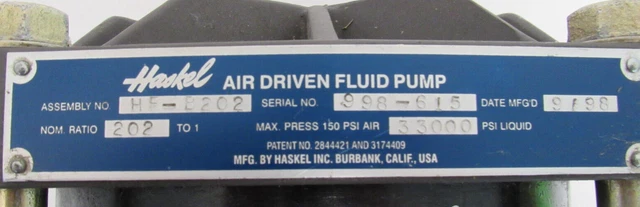 Haskel AIR DRIVEN FLUID PUMP
ASSEMBLY NO HF-B202 SERIAL NO. 998-615 DATE MFG'D 9/98
NOM. RATIO 202 TO 1 MAX. PRESS 150 PSI AIR 33000 PSI LIQUID
PATENT NO. 2844421 AND 3174409
MFG. BY HASKEL INC. BURBANK, CALIF., USA